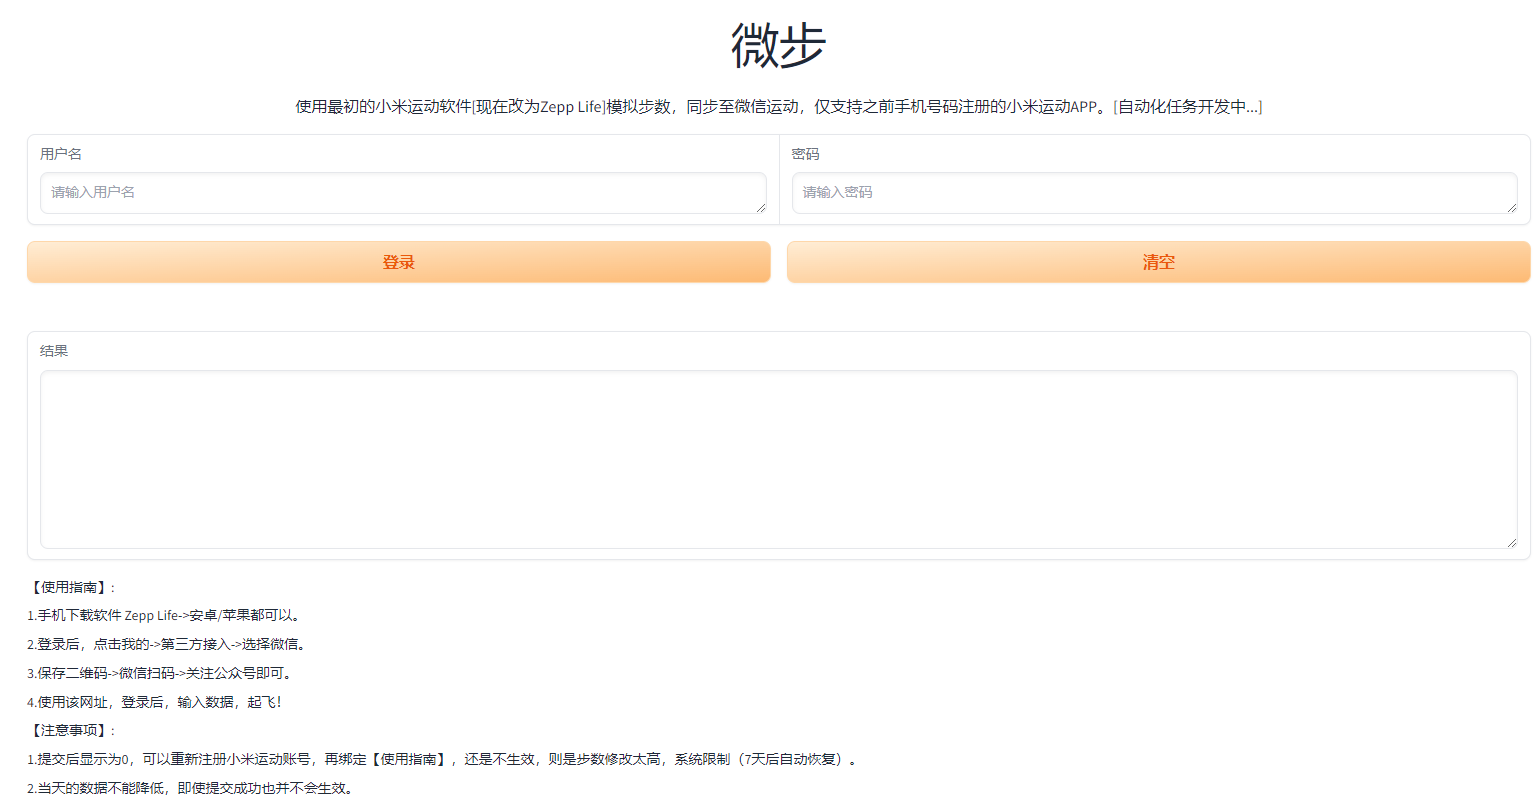 微步
使用最初的小米运动软件[现在改为Zepp Life]模拟步数，同步至微信运动，仅支持之前手机号码注册的小米运动APP。[自动化任务开发中...]
用户名
密码
请输入用户名
请输入密码
登录
清空
结果
【使用指南】:
1.手机下载软件 Zepp Life->安卓/苹果都可以。
2.登录后，点击我的->第三方接入->选择微信。
3.保存二维码->微信扫码->关注公众号即可。
4.使用该网址，登录后，输入数据，起飞！
【注意事项】:
1.提交后显示为0，可以重新注册小米运动账号，再绑定【使用指南】，还是不生效，则是步数修改太高，系统限制（7天后自动恢复）。
2.当天的数据不能降低，即使提交成功也并不会生效。